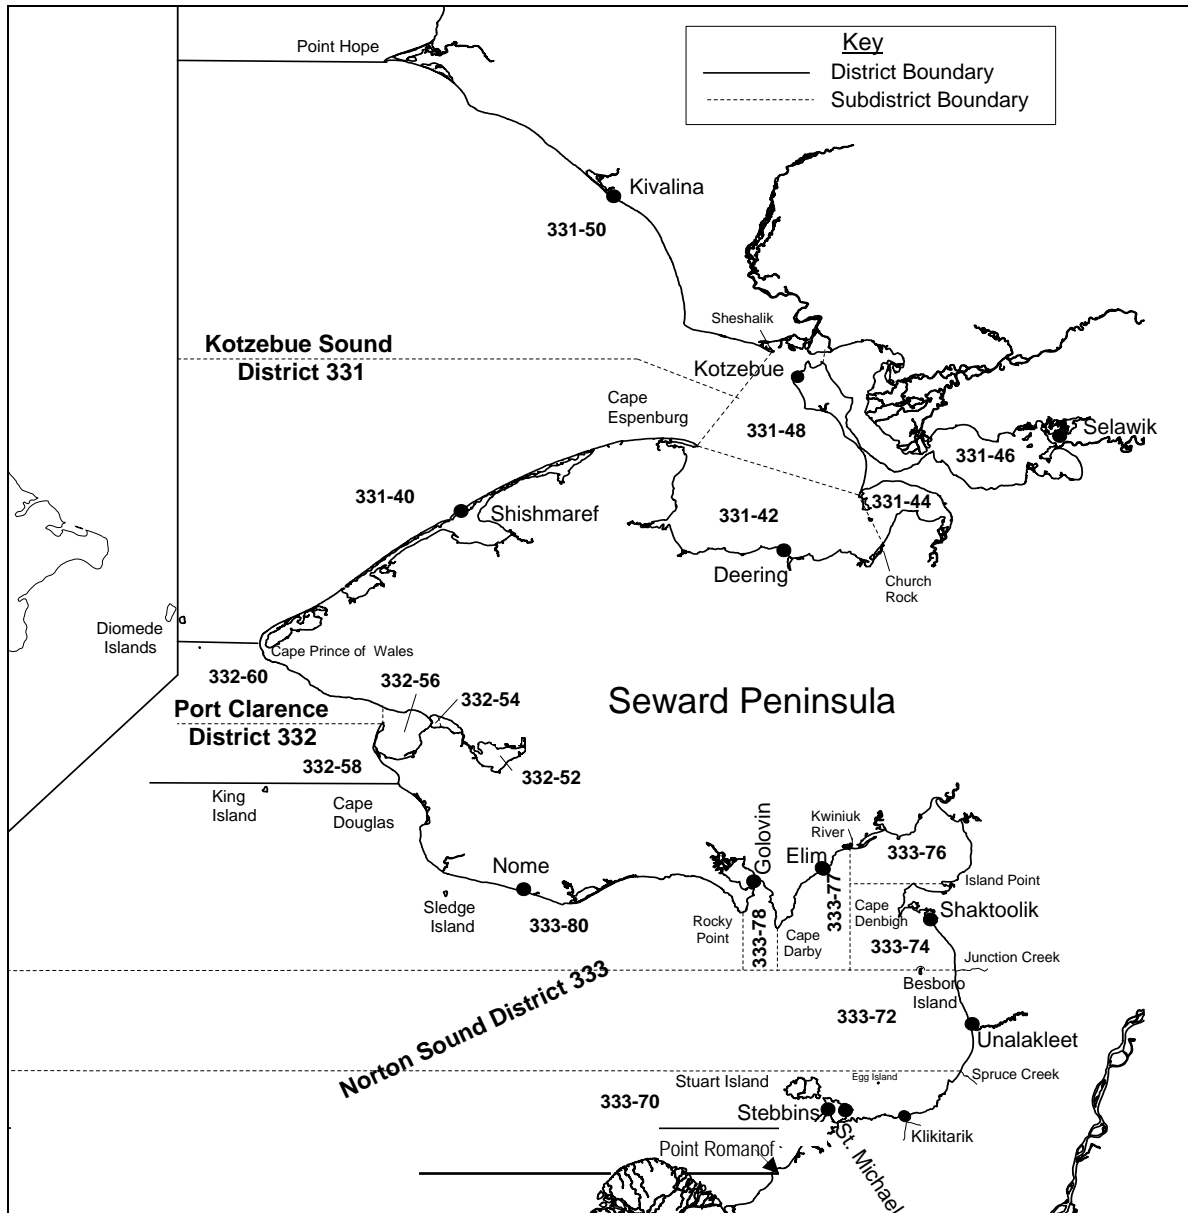 Point Hope
Key
District Boundary
Subdistrict Boundary
Kivalina
331-50
Sheshalik
Kotzebue Sound
District 331
Kotzebue
Cape
Espenburg
331-48
Selawik
331-46
331-40
Shishmaref
331-44
331-42
Deering
Church
Rock
Diomede
Islands
Cape Prince of Wales
332-60
332-56
332-54
Seward Peninsula
Port Clarence
District 332
332-58
332-52
King
Island
Cape
Douglas
Kwiniuk
River
Golovin
Elim
333-76
333-77
Island Point
Nome
Sledge
Island
333-80
Rocky
Point
333-78
Cape
Darby
Cape
Denbigh
Shaktoolik
333-74
Junction Creek
Besboro
Island
Norton Sound District 333
333-72
Unalakleet
Spruce Creek
Stuart Island
Egg Island
333-70
Stebbins
St. Michael
Klikitarik
Point Romanof